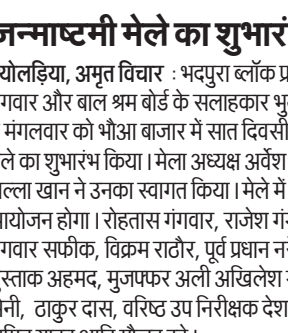 जन्माष्टमी मेले का शुभारं
योलड़िया, अमृत विचार : भदपुरा ब्लॉक प्र
गवार और बाल श्रम बोर्ड के सलाहकार भु
मंगलवार को भौआ बाजार में सात दिवसी
ले का शुभारंभ किया। मेला अध्यक्ष अर्वेश
ल्ला खान ने उनका स्वागत किया। मेले में
आयोजन होगा। रोहतास गंगवार, राजेश गं
गवार सफीक, विक्रम राठौर, पूर्व प्रधान नर
स्ताक अहमद, मुजफ्फर अली अखिलेश
नी, ठाकुर दास, वरिष्ठ उप निरीक्षक देश